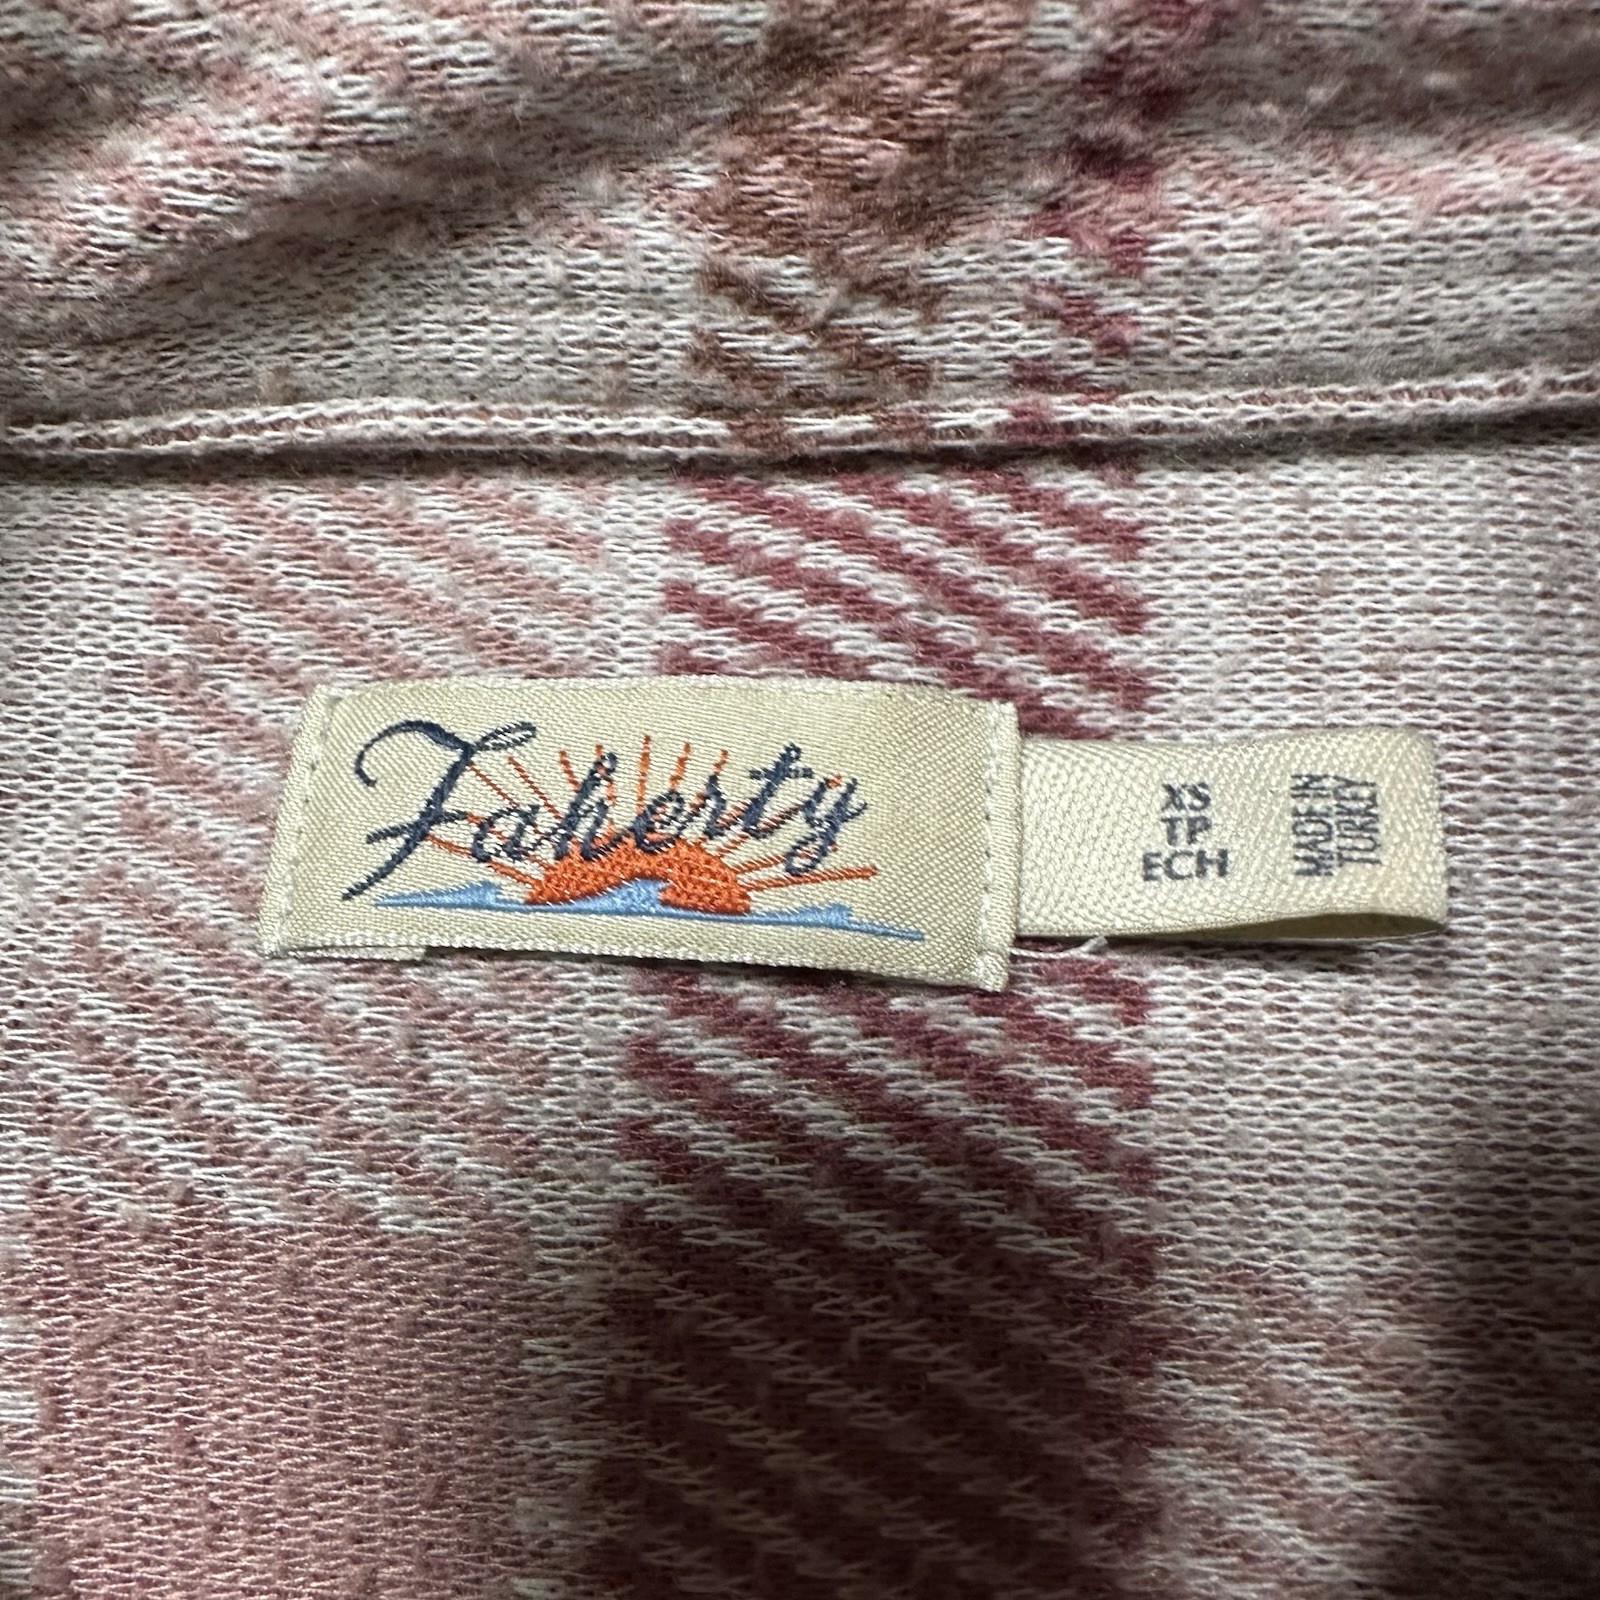 Faherty
XS
TP
ECH
MADE IN
TURKEY